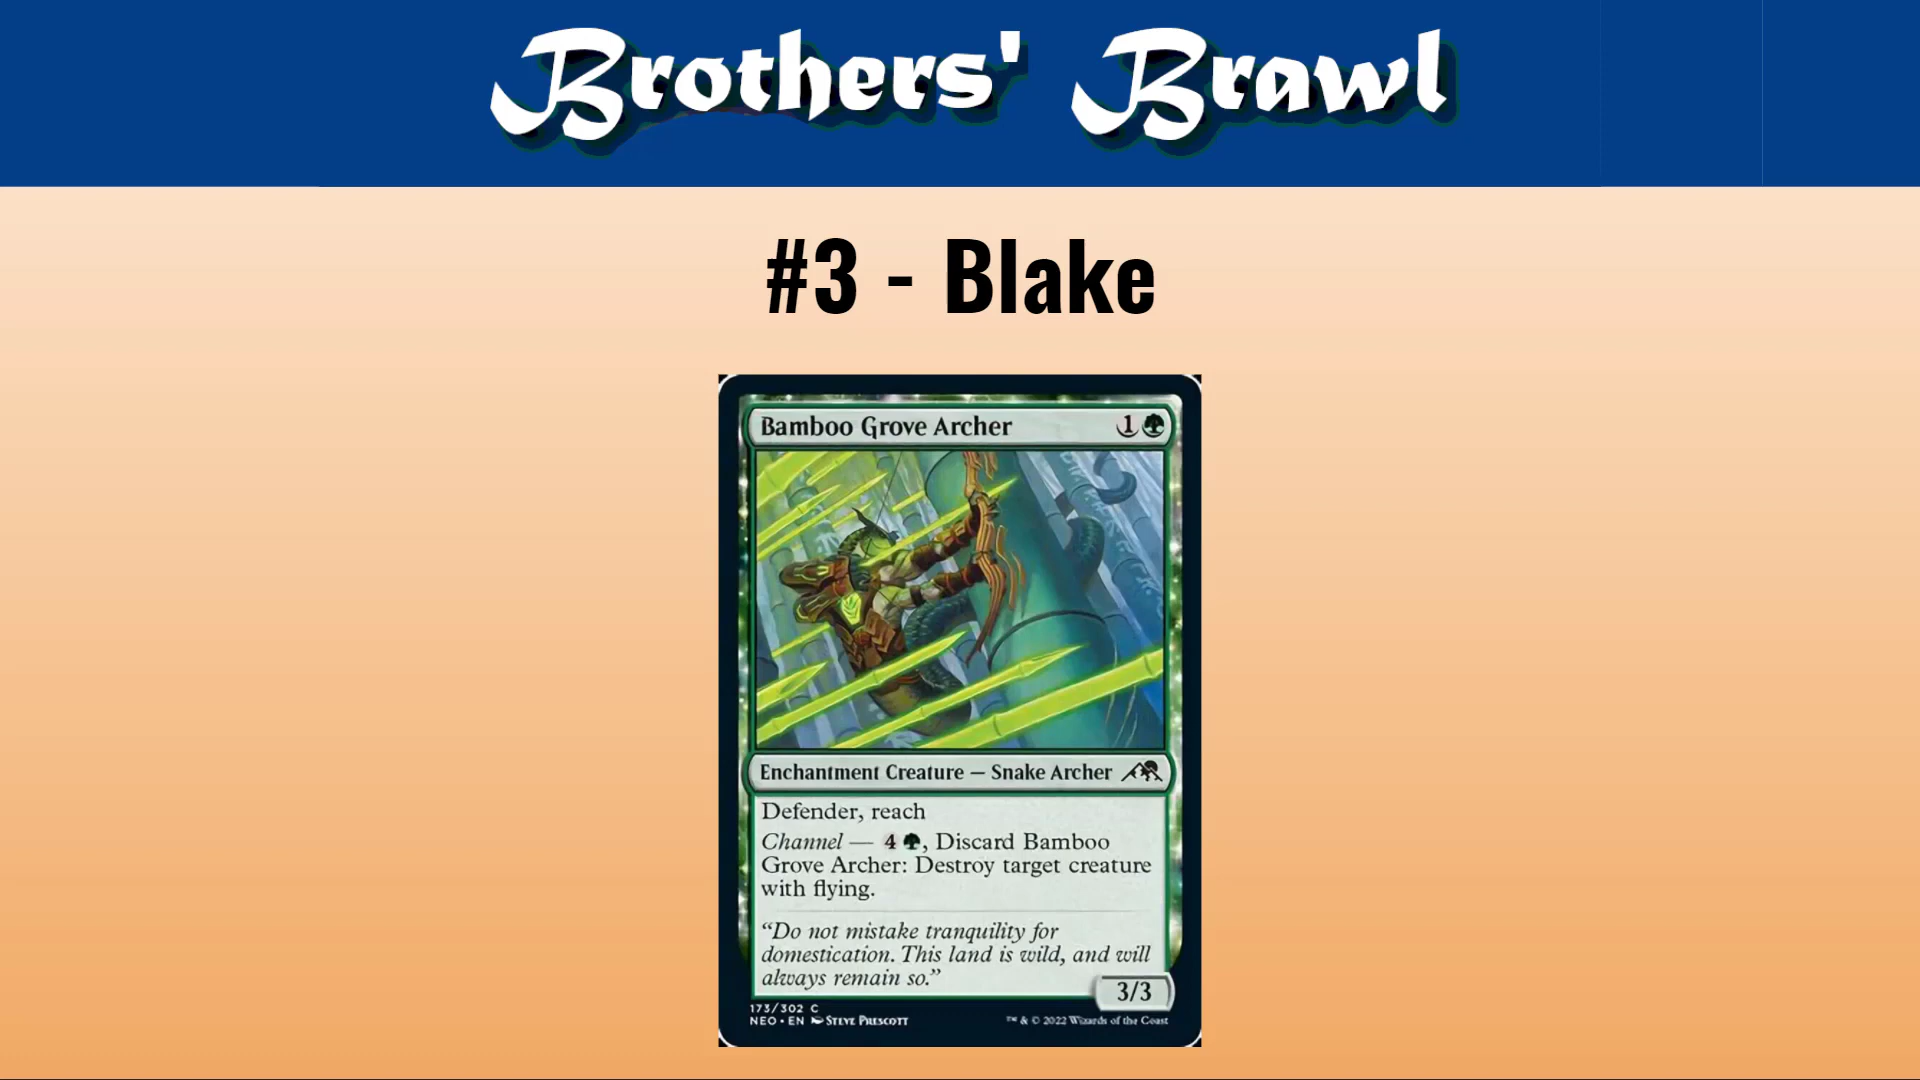 Brothers' Brawl
#3 - Blake
Bamboo Grove Archer 1
Enchantment Creature — Snake Archer
Defender, reach
Channel — 4 , Discard Bamboo
Grove Archer: Destroy target creature
with flying.
“Do not mistake tranquility for
domestication. This land is wild, and will
always remain so.”
3/3
173/302 C
NEO • EN Steve Prescott
™ & © 2022 Wizards of the Coast